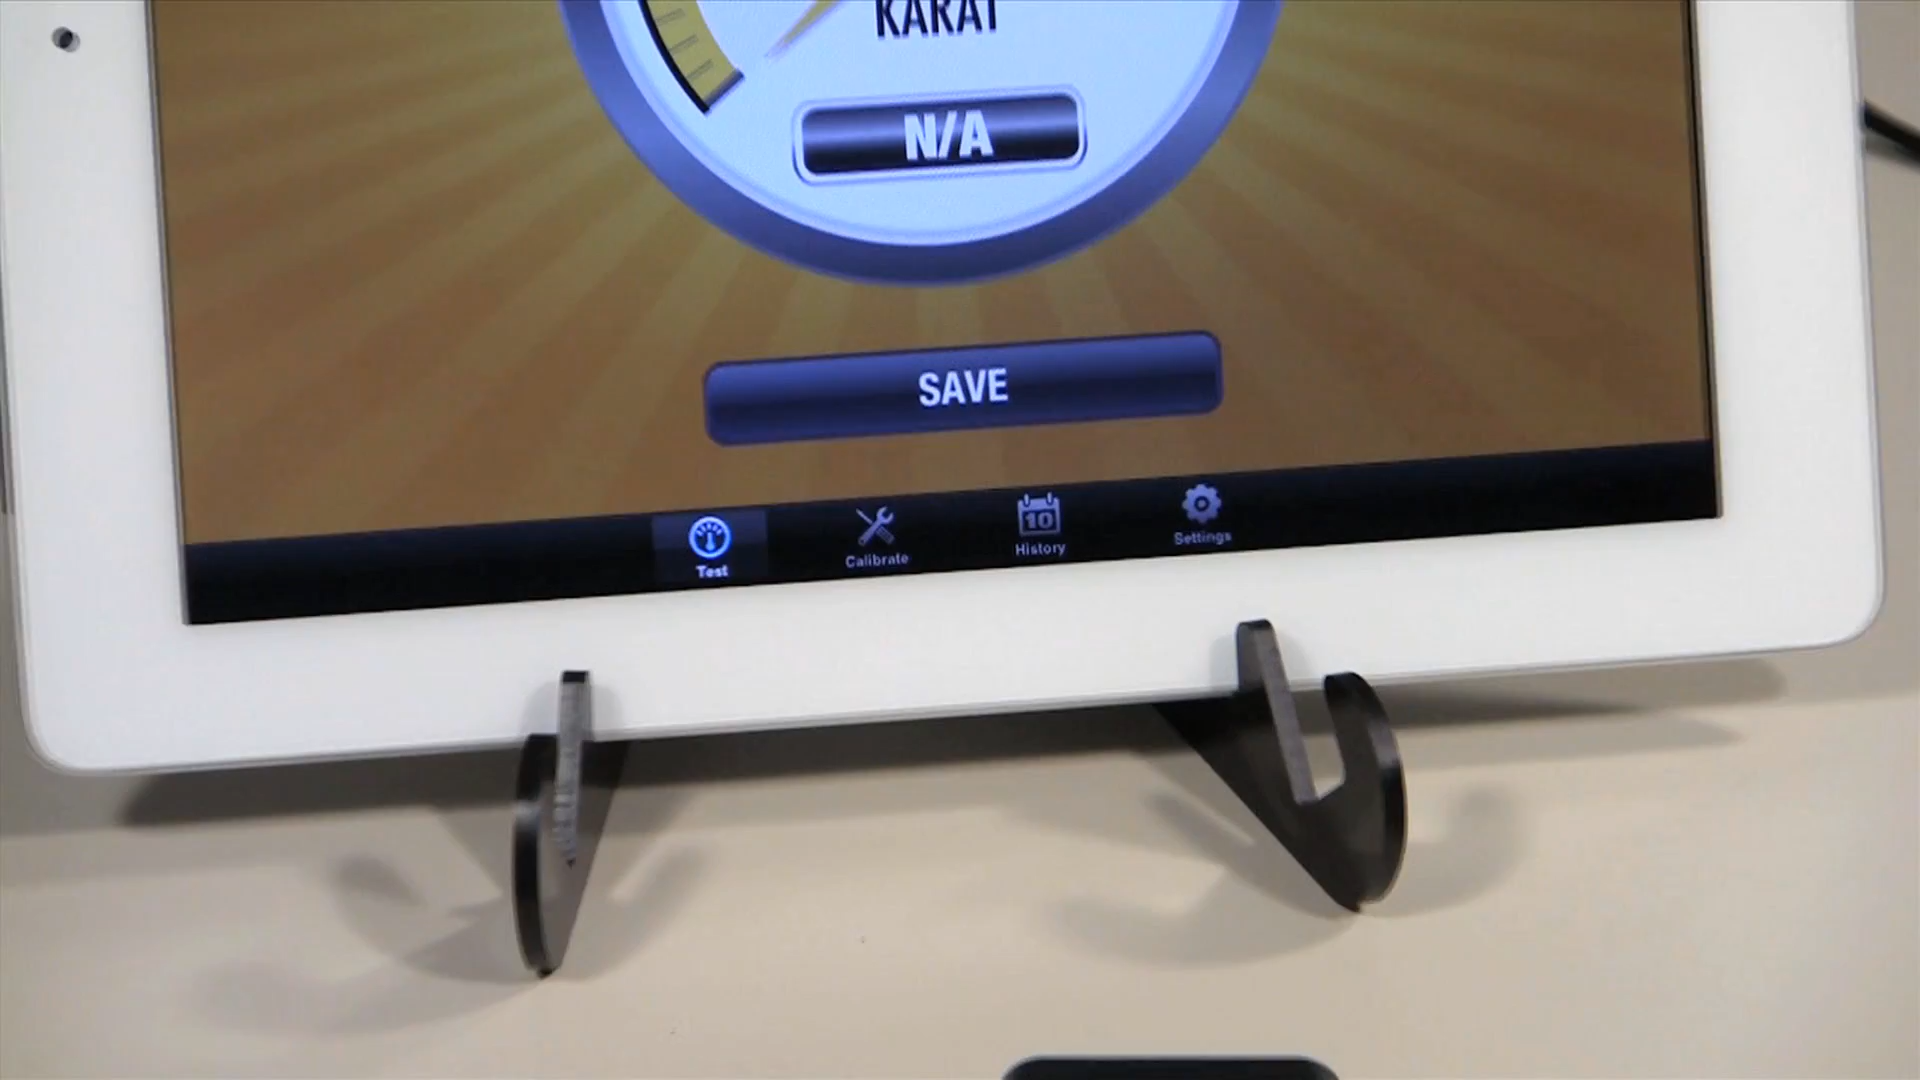 KARAT
N/A
SAVE
Test
Calibrate
10
History
Settings